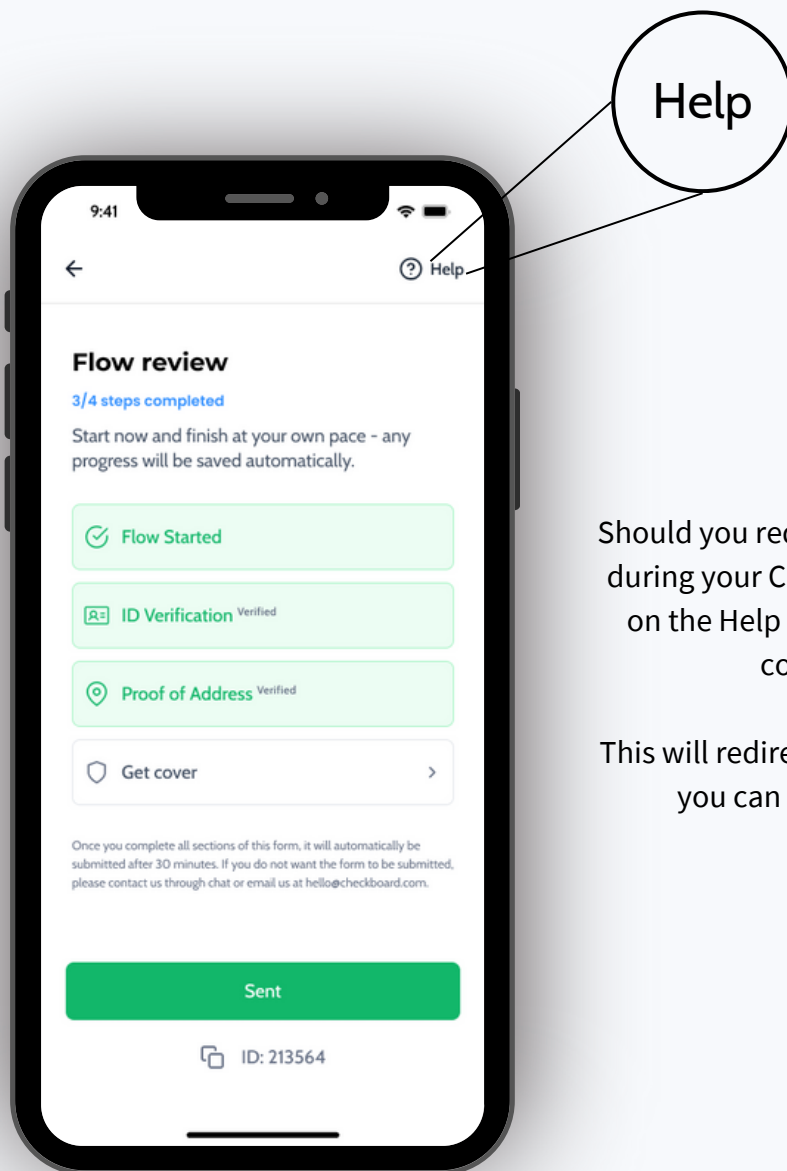 Help
9:41
Help
Flow review
3/4 steps completed
Start now and finish at your own pace - any
progress will be saved automatically.
Flow Started
ID Verification Verified
Proof of Address Verified
Get cover
Once you complete all sections of this form, it will automatically be
submitted after 30 minutes. If you do not want the form to be submitted,
please contact us through chat or email us at hello@checkboard.com.
Sent
ID: 213564
Should you
during your
on the Help
This will
you can